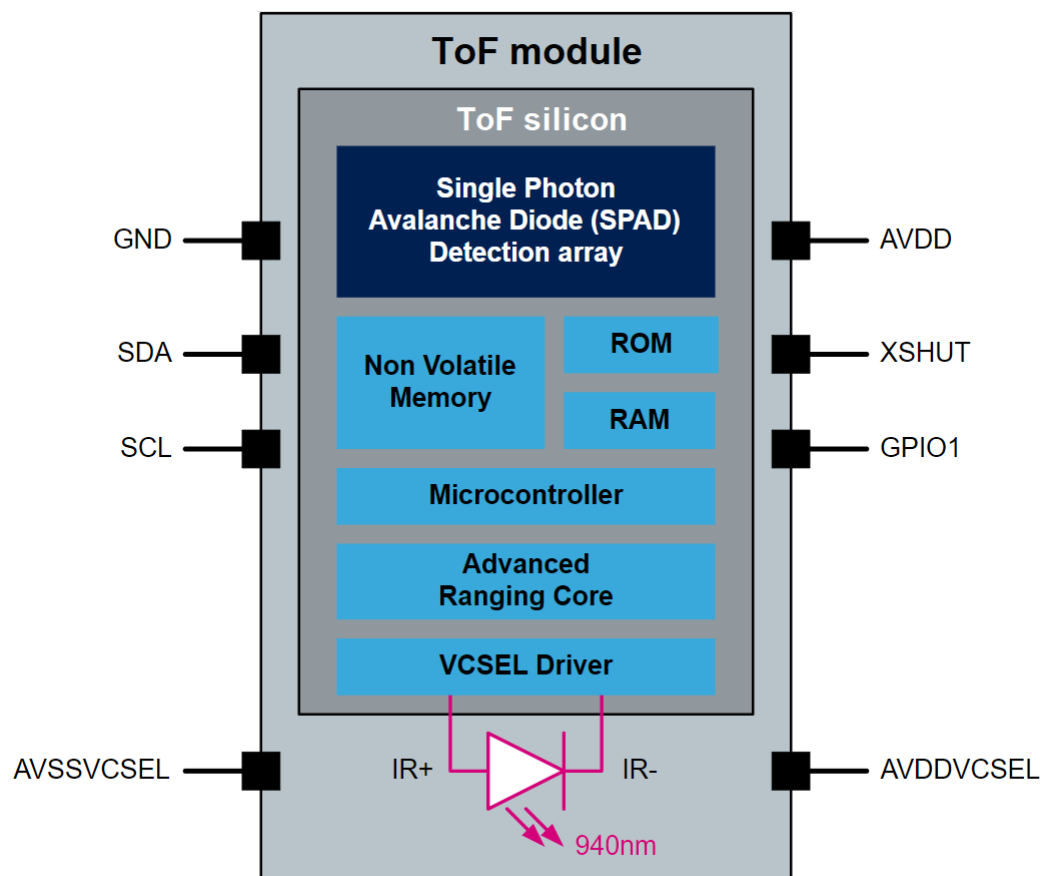 ToF module
ToF silicon
Single Photon
Avalanche Diode (SPAD)
Detection array
GND
AVDD
Non Volatile
Memory
ROM
RAM
SDA
XSHUT
SCL
GPIO1
Microcontroller
Advanced
Ranging Core
VCSEL Driver
AVSSVCSEL
IR+
IR-
AVDDVCSEL
940nm